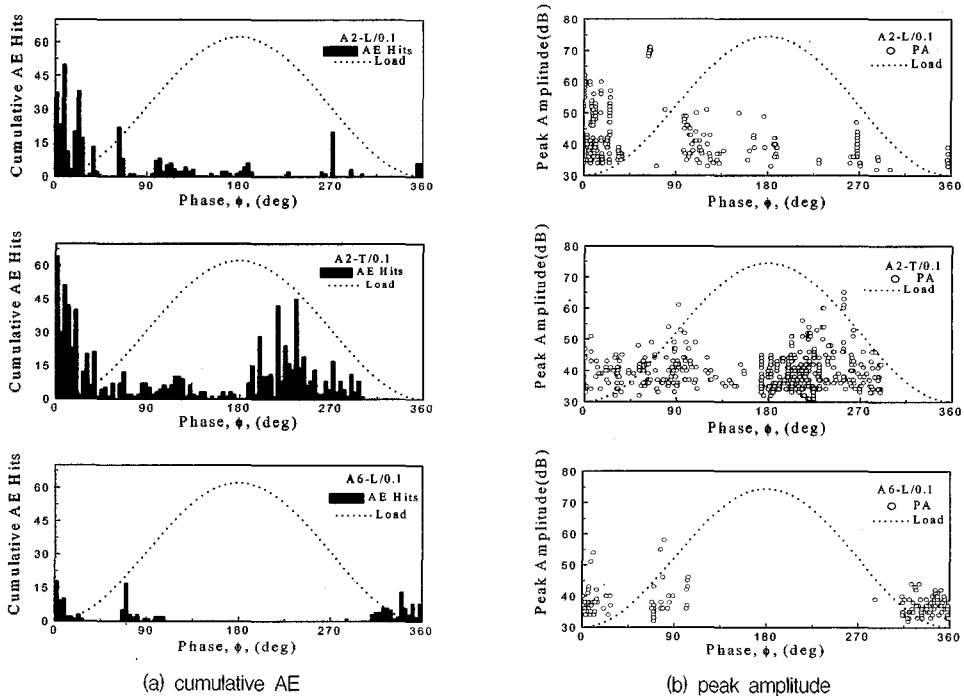 Cumulative AE Hits
60
45
30
15
0
A2-L/0.1
AE Hits
Load
0 90 180 270 360
Phase, ϕ, (deg)
Peak Amplitude(dB)
80
70
60
50
40
30
A2-L/0.1
PA
Load
0 90 180 270 360
Phase, ϕ, (deg)
Cumulative AE Hits
60
45
30
15
0
A2-T/0.1
AE Hits
Load
0 90 180 270 360
Phase, ϕ, (deg)
Peak Amplitude(dB)
80
70
60
50
40
30
A2-T/0.1
PA
Load
0 90 180 270 360
Phase, ϕ, (deg)
Cumulative AE Hits
60
45
30
15
0
A6-L/0.1
AE Hits
Load
0 90 180 270 360
Phase, ϕ, (deg)
Peak Amplitude(dB)
80
70
60
50
40
30
A6-L/0.1
PA
Load
0 90 180 270 360
Phase, ϕ, (deg)
(a) cumulative AE
(b) peak amplitude